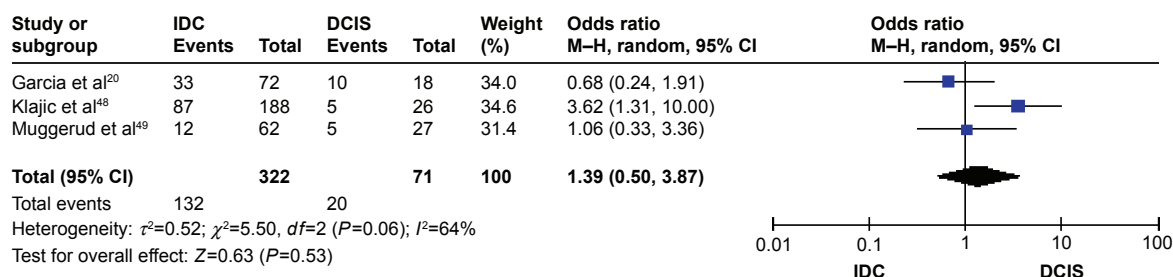 Study or subgroup IDC Events Total DCIS Events Total Weight (%) Odds ratio M–H, random, 95% CI Odds ratio M–H, random, 95% CI
Garcia et al20 33 72 10 18 34.0 0.68 (0.24, 1.91)
Klajic et al48 87 188 5 26 34.6 3.62 (1.31, 10.00)
Muggerud et al49 12 62 5 27 31.4 1.06 (0.33, 3.36)
Total (95% CI) 322 71 100 1.39 (0.50, 3.87)
Total events 132 20
Heterogeneity: τ²=0.52; χ²=5.50, df=2 (P=0.06); I²=64%
Test for overall effect: Z=0.63 (P=0.53)
0.01 0.1 1 10 100
IDC DCIS